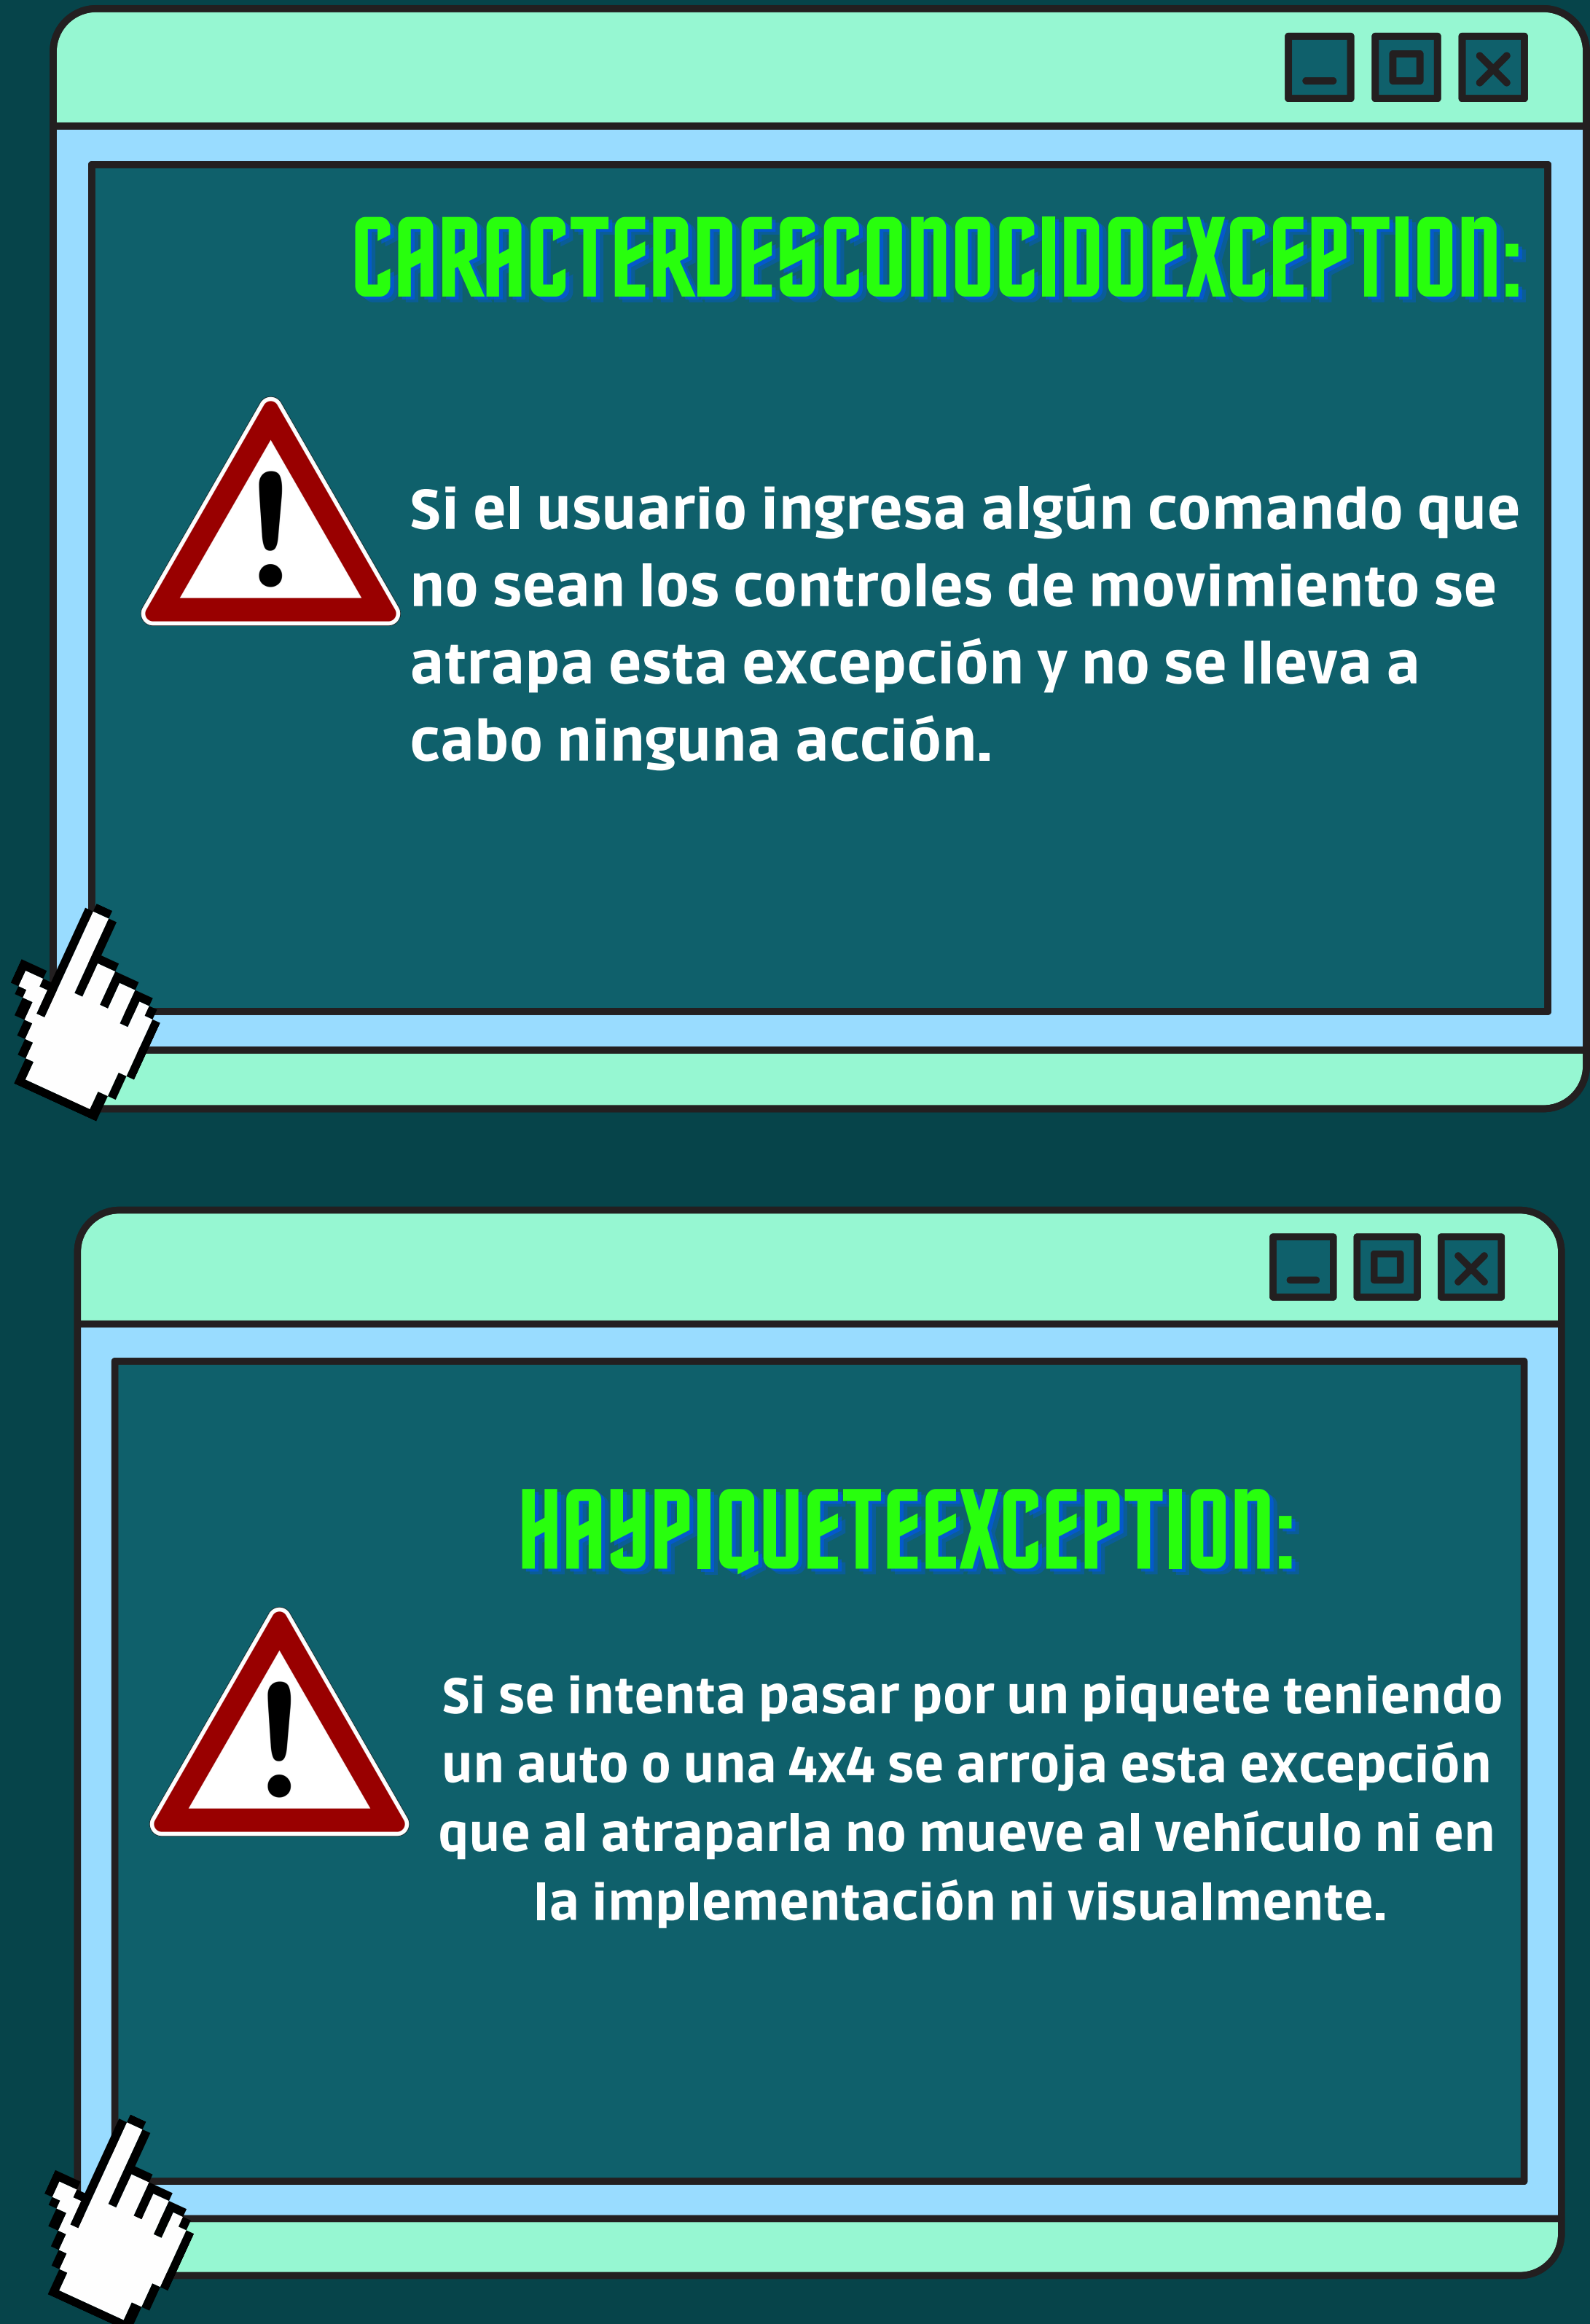 CARACTERDESCONOCIDOEXCEPTION:
Si el usuario ingresa algún comando que
no sean los controles de movimiento se
atrapa esta excepción y no se lleva a
cabo ninguna acción.
HAYPIQUETEEXCEPTION:
Si se intenta pasar por un piquete teniendo
un auto o una 4x4 se arroja esta excepción
que al atraparla no mueve al vehículo ni en
la implementación ni visualmente.